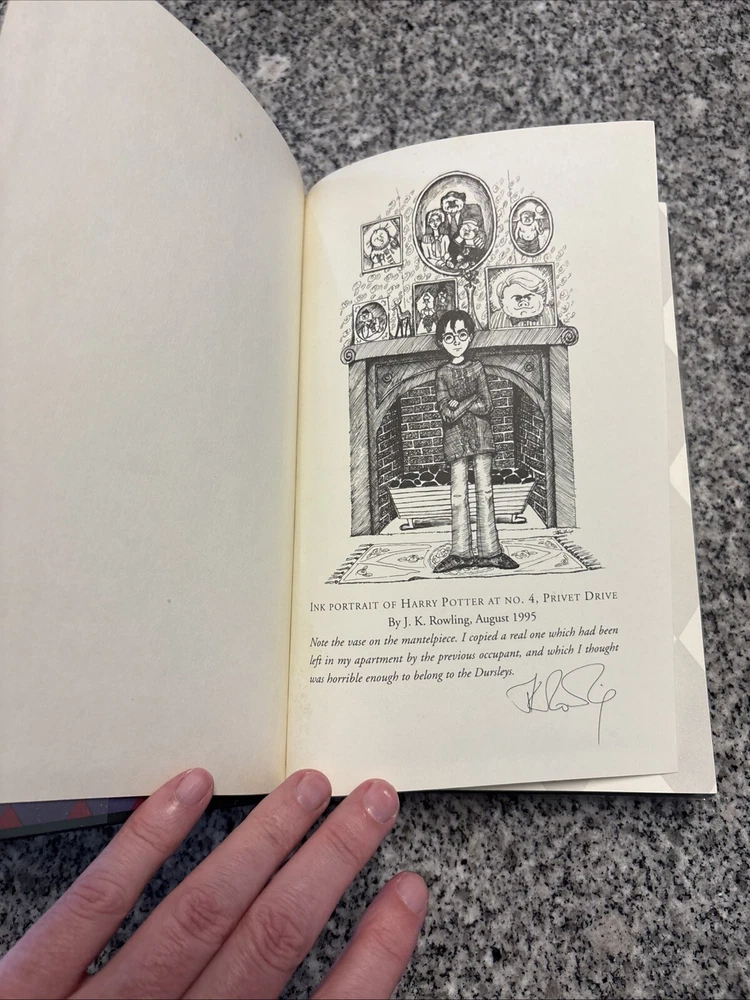 INK PORTRAIT OF HARRY POTTER AT NO. 4, PRIVET DRIVE
By J. K. Rowling, August 1995
Note the vase on the mantelpiece. I copied a real one which had been
left in my apartment by the previous occupant, and which I thought
was horrible enough to belong to the Dursleys.
JKRowling